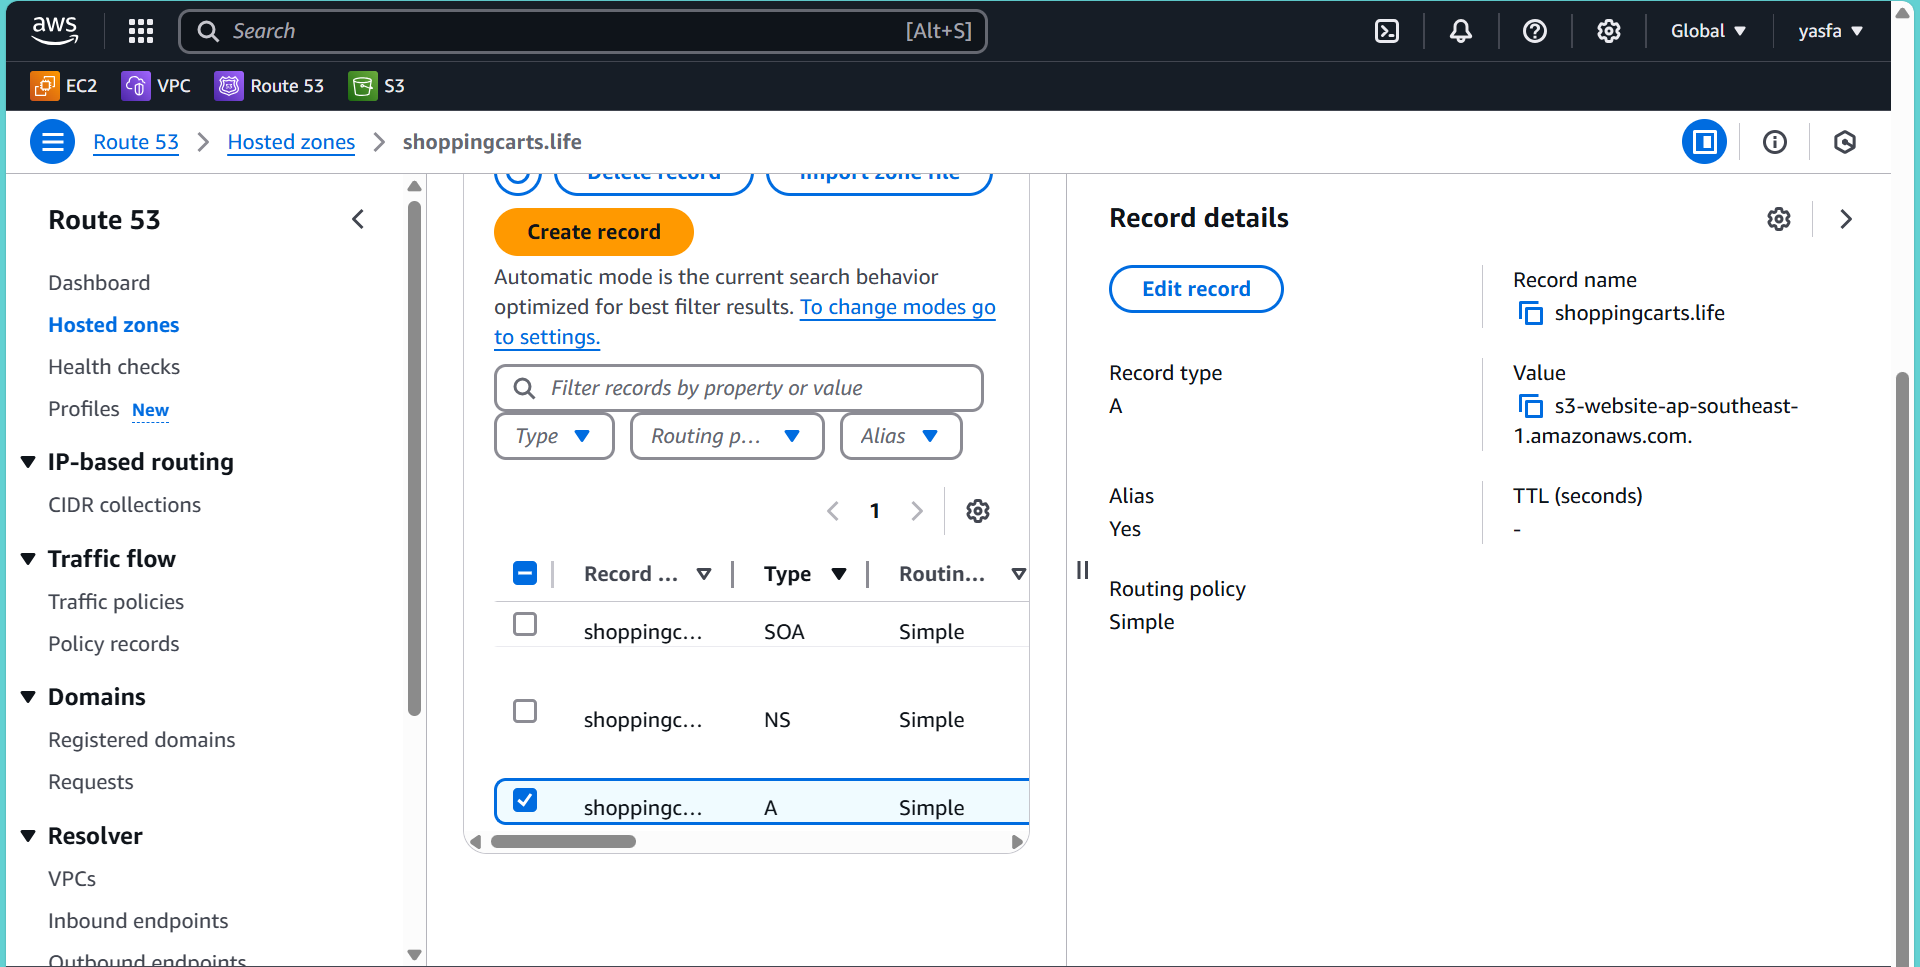 aws
Search [Alt+S]
Global
yasfa
EC2
VPC
Route 53
S3
Route 53 > Hosted zones > shoppingcarts.life
Route 53
Dashboard
Hosted zones
Health checks
Profiles New
IP-based routing
CIDR collections
Traffic flow
Traffic policies
Policy records
Domains
Registered domains
Requests
Resolver
VPCs
Inbound endpoints
Outbound endpoints
Delete record
Import zone file
Create record
Automatic mode is the current search behavior
optimized for best filter results. To change modes go
to settings.
Filter records by property or value
Type
Routing p...
Alias
1
Record ... Type Routin...
shoppingc... SOA Simple
shoppingc... NS Simple
shoppingc... A Simple
Record details
Edit record
Record name
shoppingcarts.life
Record type
A
Value
s3-website-ap-southeast-
1.amazonaws.com.
Alias
Yes
TTL (seconds)
-
Routing policy
Simple